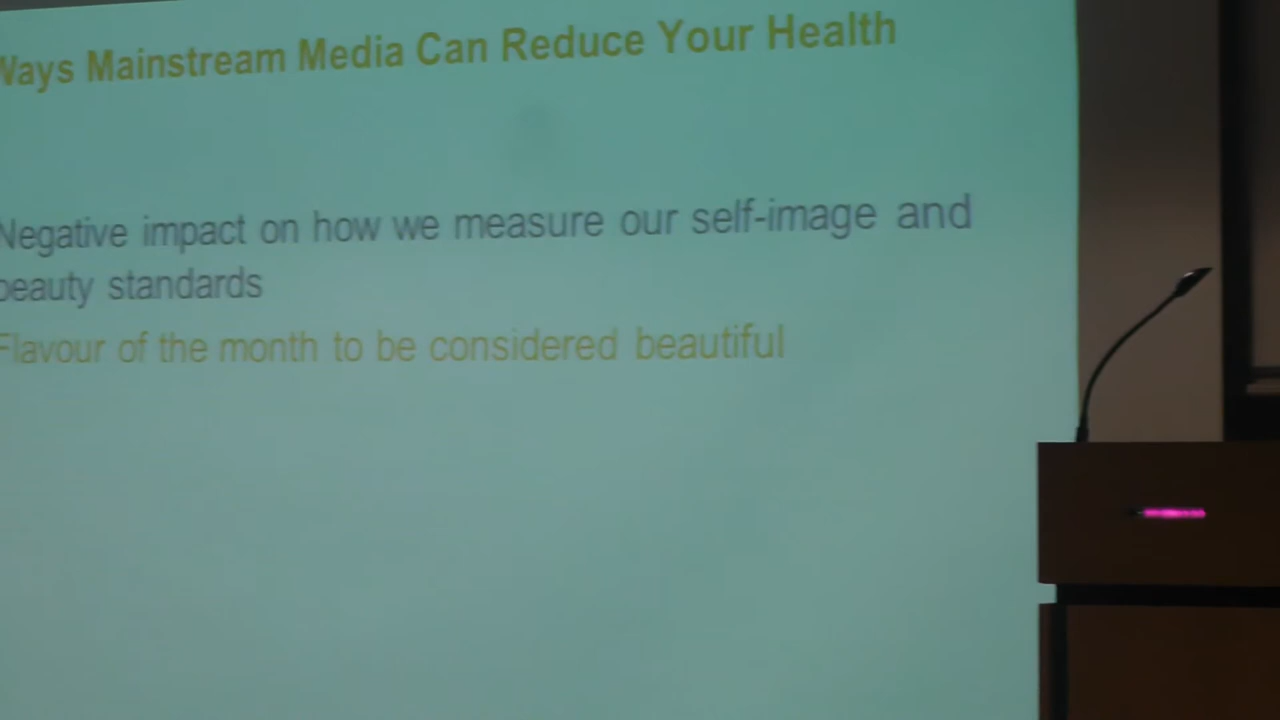 Ways Mainstream Media Can Reduce Your Health
Negative impact on how we measure our self-image and
beauty standards
Flavour of the month to be considered beautiful